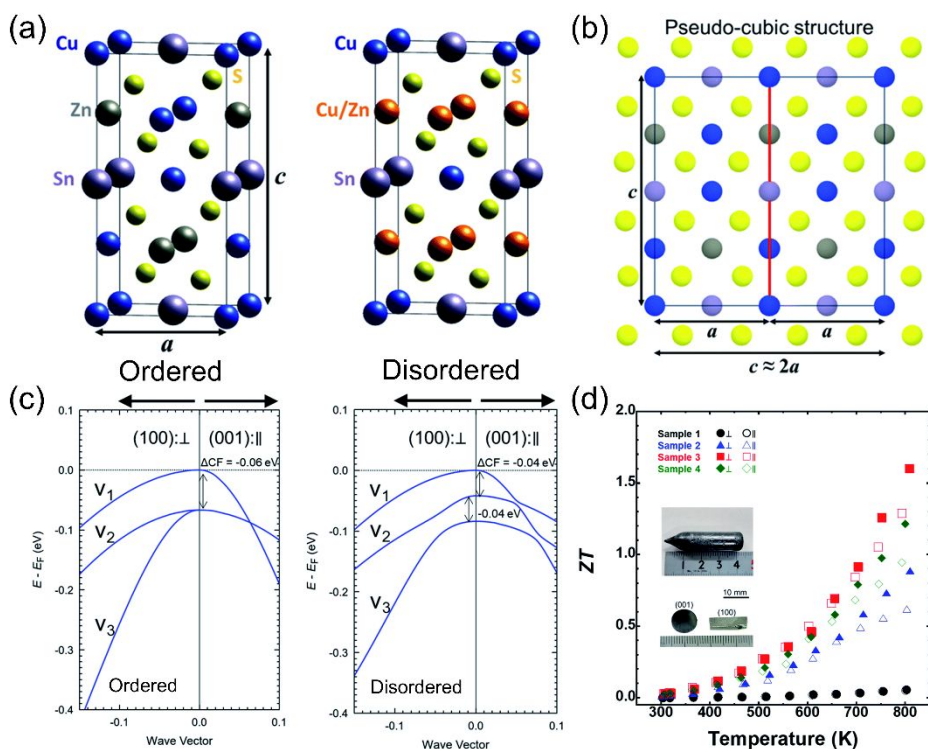 (a)
Cu
S
Zn
Sn
c
a
Cu
S
Cu/Zn
Sn
(b)
Pseudo-cubic structure
c
a
a
c ≈ 2a
(c)
Ordered
(100):⊥
(001):∥
ΔCF = -0.06 eV
V1
V2
V3
Ordered
E - EF (eV)
0.1
0.0
-0.1
-0.2
-0.3
-0.4
-0.1
0.0
0.1
Wave Vector
Disordered
(100):⊥
(001):∥
ΔCF = -0.04 eV
-0.04 eV
V1
V2
V3
Disordered
0.1
0.0
-0.1
-0.2
-0.3
-0.4
-0.1
0.0
0.1
Wave Vector
(d)
ZT
2.0
1.5
1.0
0.5
0.0
Sample 1 ⊥ ∥
Sample 2 ⊥ ∥
Sample 3 ⊥ ∥
Sample 4 ⊥ ∥
1 2 3 4
10 mm
(001)
(100)
300 400 500 600 700 800
Temperature (K)